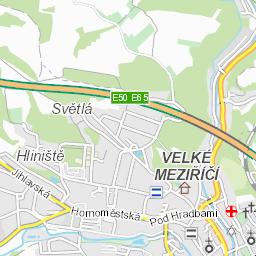 E50 E65
Světlá
Hliniště
VELKÉ
MEZIŘÍČÍ
Jihlavská
Hornoměstská
Pod Hradbami